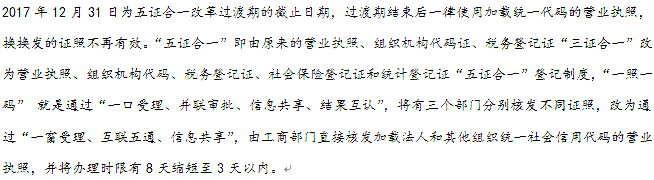 2017 年 12 月 31 日为五证合一改革过渡期的截止日期，过渡期结束后一律使用加载统一代码的营业执照，
换换发的证照不再有效。“五证合一”即由原来的营业执照、组织机构代码证、税务登记证“三证合一”改
为营业执照、组织机构代码、税务登记证、社会保险登记证和统计登记证“五证合一”登记制度，“一照一
码” 就是通过“一口受理、并联审批、信息共享、结果互认”，将有三个部门分别核发不同证照，改为通
过“一窗受理、互联五通、信息共享”，由工商部门直接核发加载法人和其他组织统一社会信用代码的营业
执照，并将办理时限有 8 天缩短至 3 天以内。